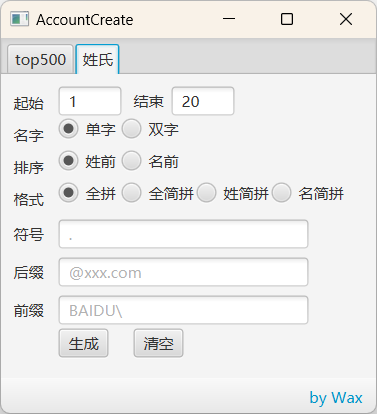 AccountCreate
top500 姓氏
起始 1 结束 20
名字 单字 双字
排序 姓前 名前
格式 全拼 全简拼 姓简拼 名简拼
符号 .
后缀 @xxx.com
前缀 BAIDU\
生成 清空
by Wax